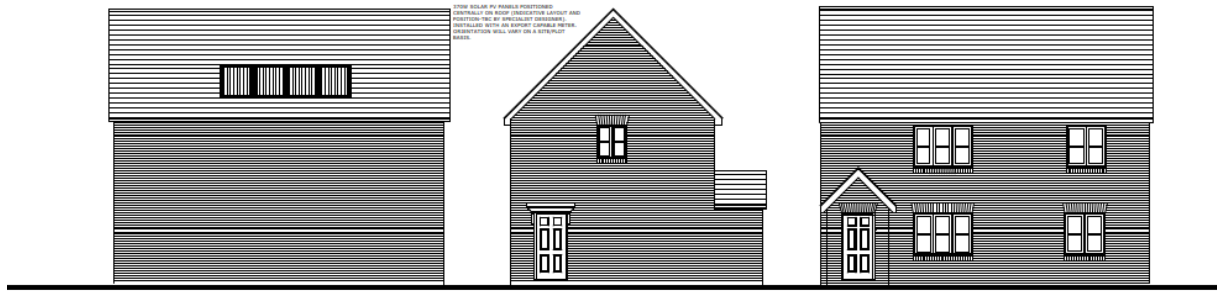 370W SOLAR PV PANELS POSITIONED
CENTRALLY ON ROOF (INDICATIVE LAYOUT AND
POSITION-TBC BY SPECIALIST DESIGNER).
INSTALLED WITH AN EXPORT CAPABLE METER.
ORIENTATION WILL VARY ON A SITE/PLOT
BASIS.